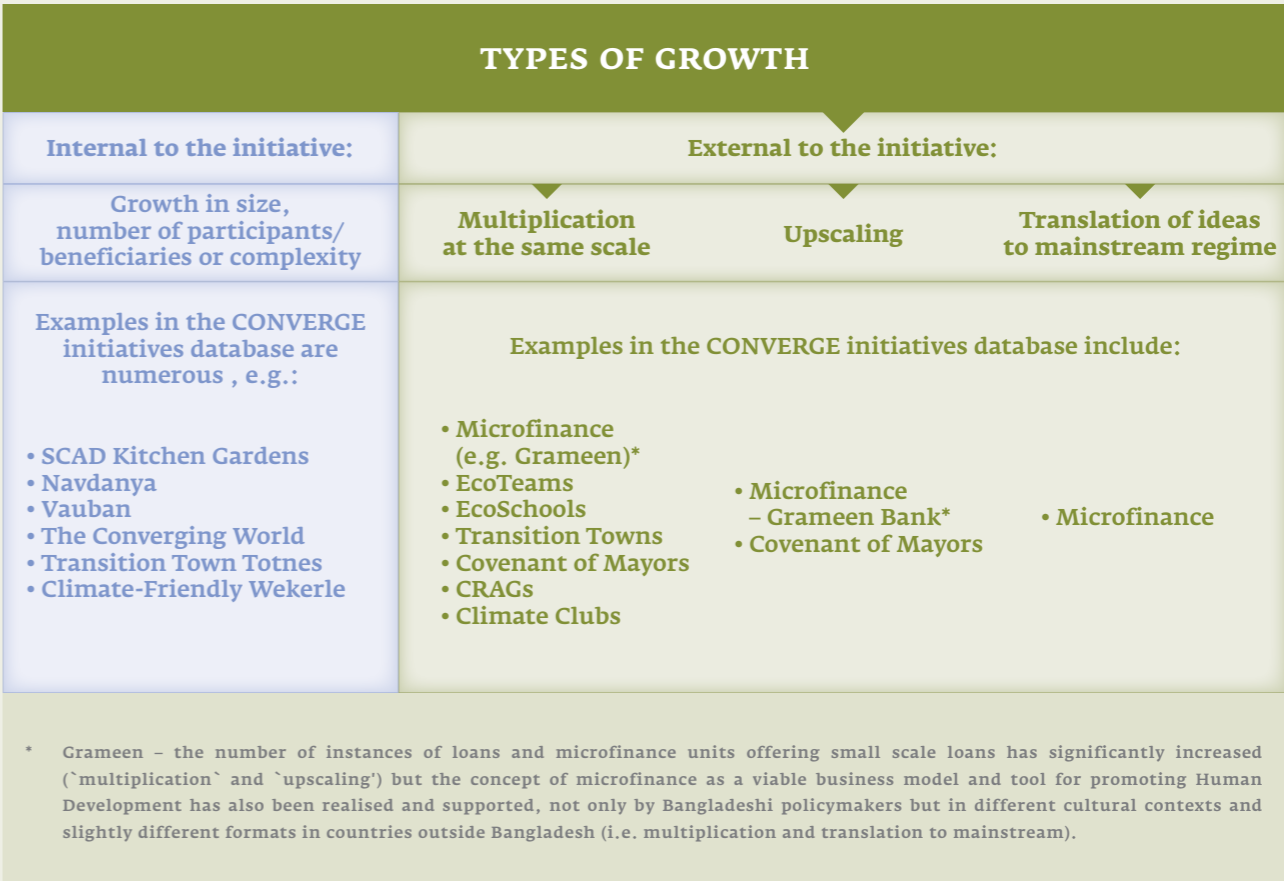 TYPES OF GROWTH
Internal to the initiative:
External to the initiative:
Growth in size,
number of participants/
beneficiaries or complexity
Multiplication
at the same scale
Upscaling
Translation of ideas
to mainstream regime
Examples in the CONVERGE
initiatives database are
numerous , e.g.:
• SCAD Kitchen Gardens
• Navdanya
• Vauban
• The Converging World
• Transition Town Totnes
• Climate-Friendly Wekerle
Examples in the CONVERGE initiatives database include:
• Microfinance
(e.g. Grameen)*
• EcoTeams
• EcoSchools
• Transition Towns
• Covenant of Mayors
• CRAGs
• Climate Clubs
• Microfinance
– Grameen Bank*
• Covenant of Mayors
• Microfinance
* Grameen – the number of instances of loans and microfinance units offering small scale loans has significantly increased
(`multiplication` and `upscaling') but the concept of microfinance as a viable business model and tool for promoting Human
Development has also been realised and supported, not only by Bangladeshi policymakers but in different cultural contexts and
slightly different formats in countries outside Bangladesh (i.e. multiplication and translation to mainstream).